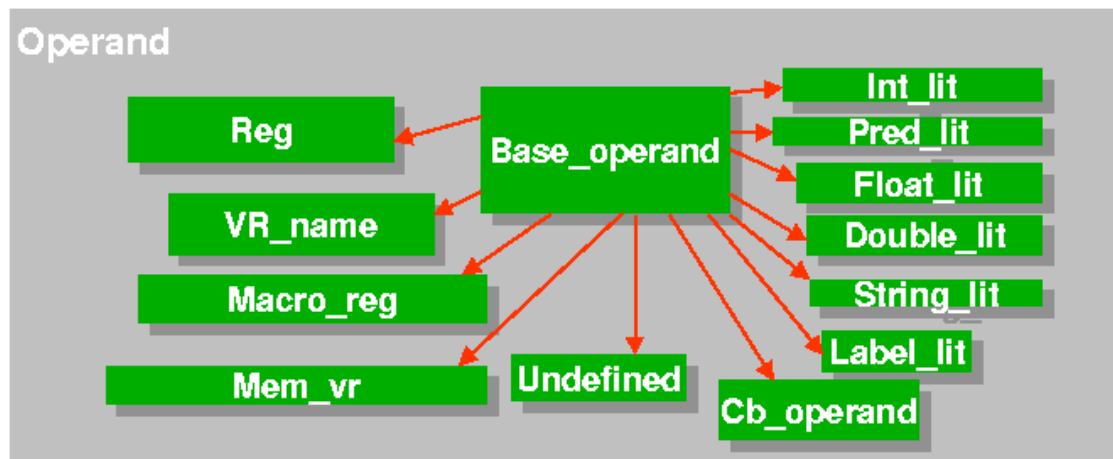 Operand
Reg
Base_operand
Int_lit
Pred_lit
Float_lit
VR_name
Double_lit
Macro_reg
String_lit
Label_lit
Mem_vr
Undefined
Cb_operand